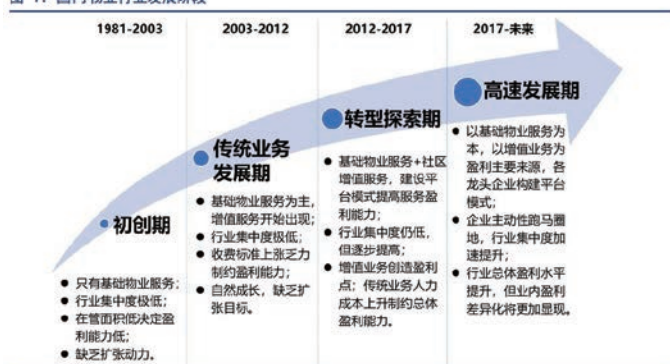 1981-2003
2003-2012
2012-2017
2017-未来
初创期
只有基础物业服务；
行业集中度极低；
在管面积低决定盈
利能力低；
缺乏扩张动力。
传统业务
发展期
基础物业服务为主，
增值服务开始出现；
行业集中度极低；
收费标准上涨乏力
制约盈利能力；
自然成长，缺乏扩
张目标。
转型探索期
基础物业服务+社区
增值服务，建设平
台模式提高服务盈
利能力；
行业集中度仍低，
但逐步提高；
增值业务创造盈利
点；传统业务人力
成本上升制约总体
盈利能力。
高速发展期
以基础物业服务为
本，以增值业务为
盈利主要来源，各
龙头企业构建平台
模式；
企业主动性跑马圈
地，行业集中度加
速提升；
行业总体盈利水平
提升，但业内盈利
差异化将更加显现。